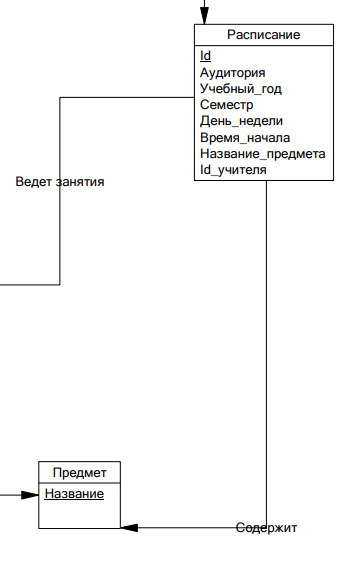 Расписание
Id
Аудитория
Учебный_год
Семестр
День_недели
Время_начала
Название_предмета
Id_учителя
Ведет занятия
Предмет
Название
Содержит